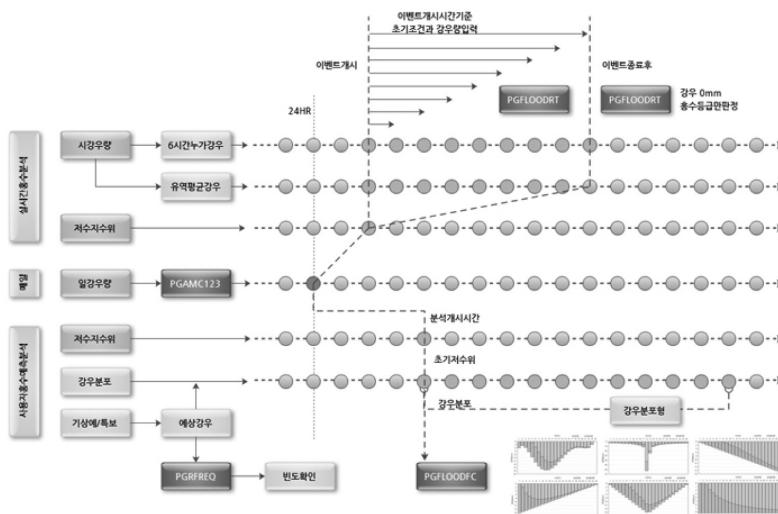 이벤트개시시간기준
초기조건과 강우량입력
이벤트개시
이벤트종료후
PGFLOODRT
PGFLOODRT
강우 0mm
홍수등급만판정
24HR
실시간홍수분석
시강우량
6시간누가강우
유역평균강우
저수지수위
매일
일강우량
PGAMC123
사용자홍수예측분석
저수지수위
분석개시시간
초기저수위
강우분포
강우분포
강우분포형
기상예/특보
예상강우
PGRFREQ
빈도확인
PGFLOODFC